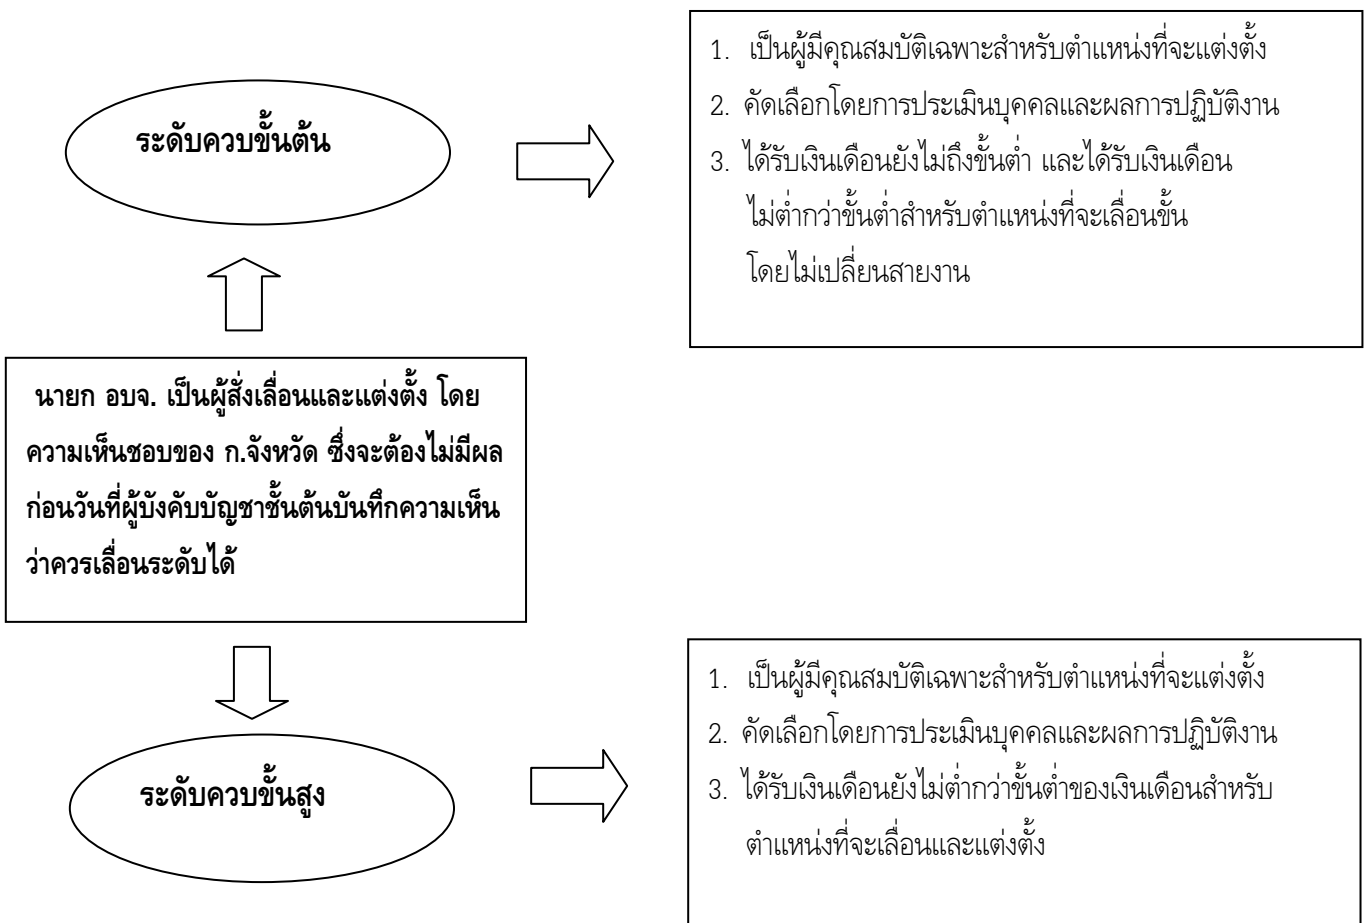 ระดับควบขั้นต้น
1. เป็นผู้มีคุณสมบัติเฉพาะสำหรับตำแหน่งที่จะแต่งตั้ง
2. คัดเลือกโดยการประเมินบุคคลและผลการปฏิบัติงาน
3. ได้รับเงินเดือนยังไม่ถึงขั้นต่ำ และได้รับเงินเดือน
ไม่ต่ำกว่าขั้นต่ำสำหรับตำแหน่งที่จะเลื่อนขั้น
โดยไม่เปลี่ยนสายงาน
นายก อบจ. เป็นผู้สั่งเลื่อนและแต่งตั้ง โดย
ความเห็นชอบของ ก.จังหวัด ซึ่งจะต้องไม่มีผล
ก่อนวันที่ผู้บังคับบัญชาชั้นต้นบันทึกความเห็น
ว่าควรเลื่อนระดับได้
ระดับควบขั้นสูง
1. เป็นผู้มีคุณสมบัติเฉพาะสำหรับตำแหน่งที่จะแต่งตั้ง
2. คัดเลือกโดยการประเมินบุคคลและผลการปฏิบัติงาน
3. ได้รับเงินเดือนยังไม่ต่ำกว่าขั้นต่ำของเงินเดือนสำหรับ
ตำแหน่งที่จะเลื่อนและแต่งตั้ง